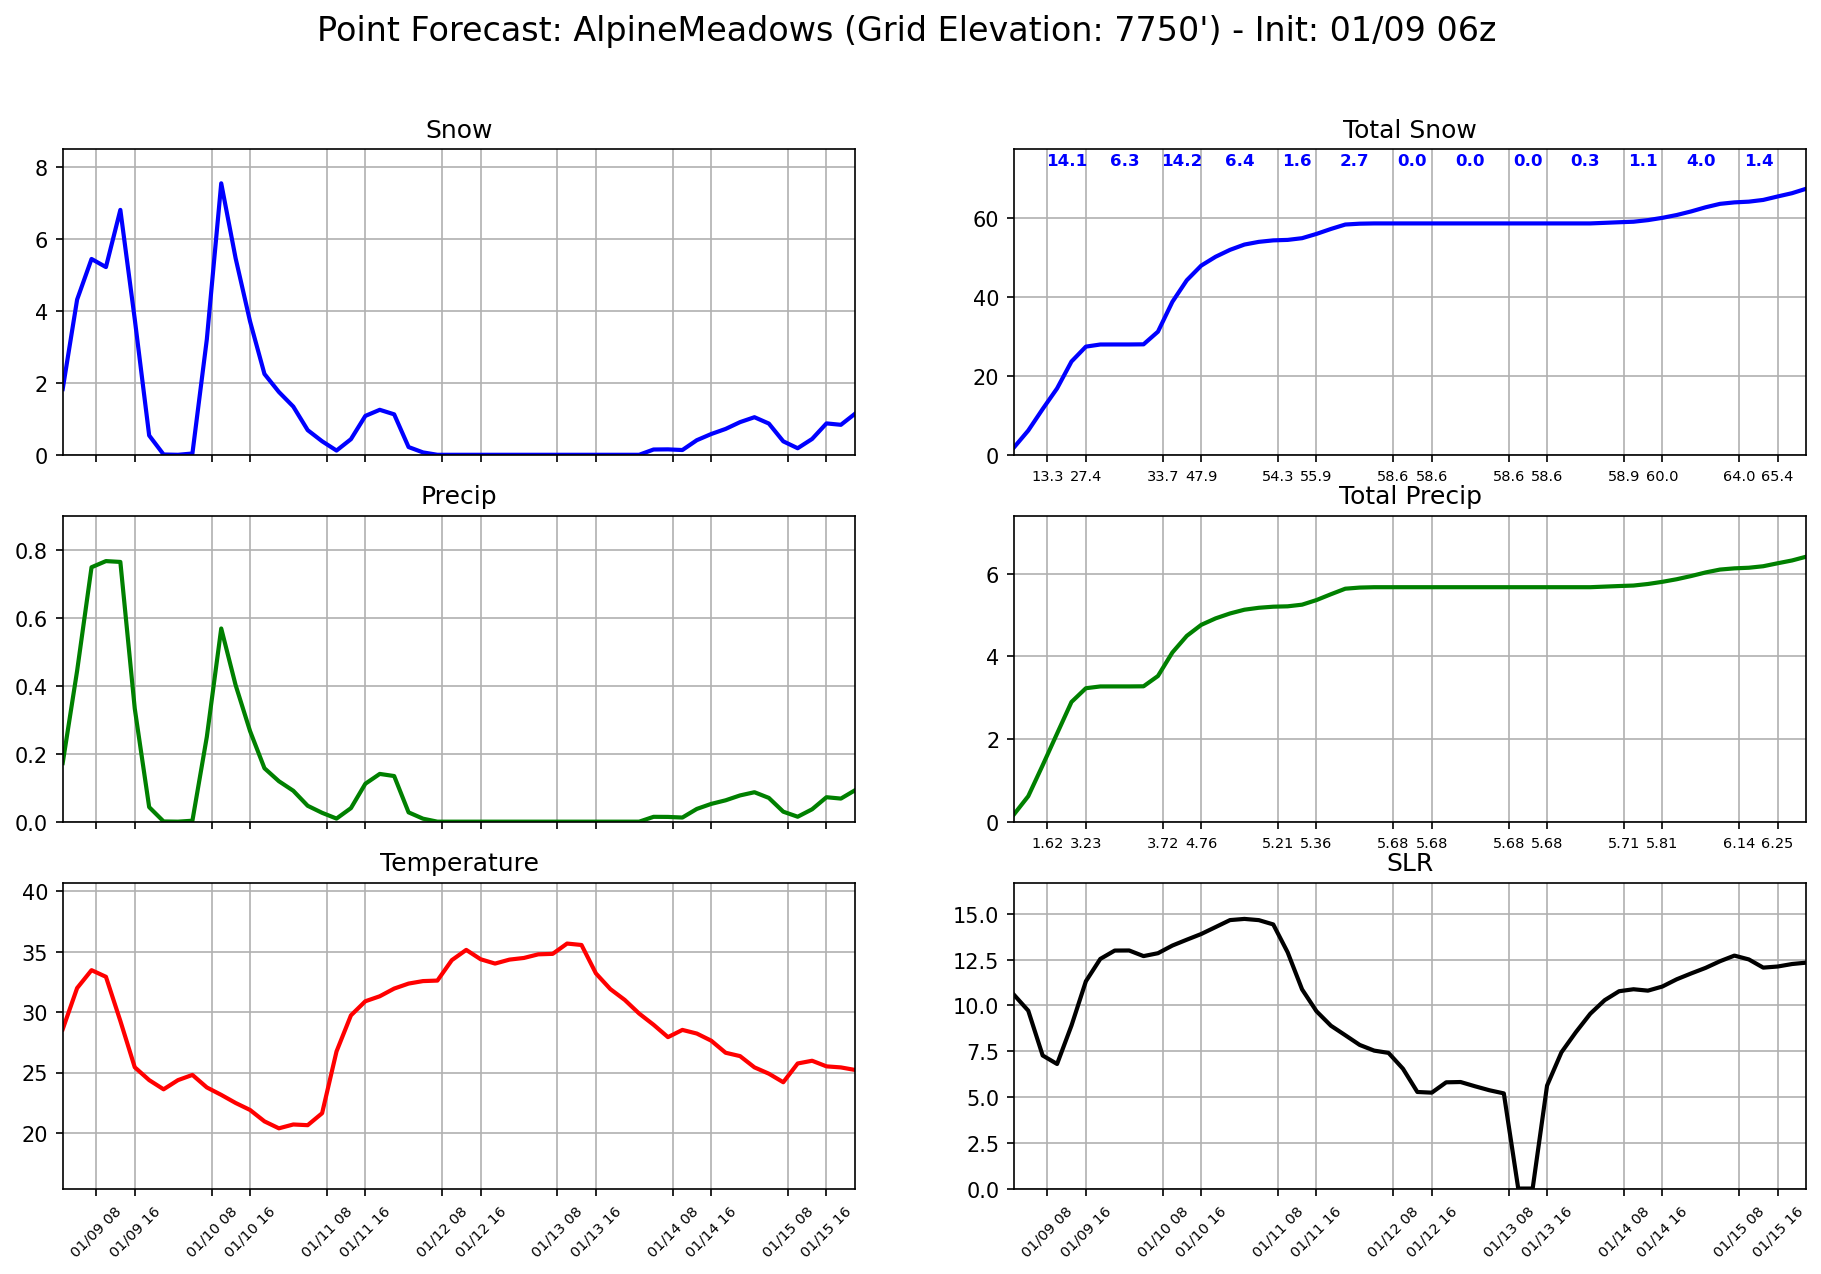 Point Forecast: AlpineMeadows (Grid Elevation: 7750') - Init: 01/09 06z
Snow
8
6
4
2
0
Total Snow
14.1 6.3 14.2 6.4 1.6 2.7 0.0 0.0 0.0 0.3 1.1 4.0 1.4
60
40
20
0
13.3 27.4 33.7 47.9 54.3 55.9 58.6 58.6 58.6 58.6 58.9 60.0 64.0 65.4
Precip
0.8
0.6
0.4
0.2
0.0
Total Precip
6
4
2
0
1.62 3.23 3.72 4.76 5.21 5.36 5.68 5.68 5.68 5.68 5.71 5.81 6.14 6.25
Temperature
40
35
30
25
20
01/09 08 01/09 16 01/10 08 01/10 16 01/11 08 01/11 16 01/12 08 01/12 16 01/13 08 01/13 16 01/14 08 01/14 16 01/15 08 01/15 16
SLR
15.0
12.5
10.0
7.5
5.0
2.5
0.0
01/09 08 01/09 16 01/10 08 01/10 16 01/11 08 01/11 16 01/12 08 01/12 16 01/13 08 01/13 16 01/14 08 01/14 16 01/15 08 01/15 16